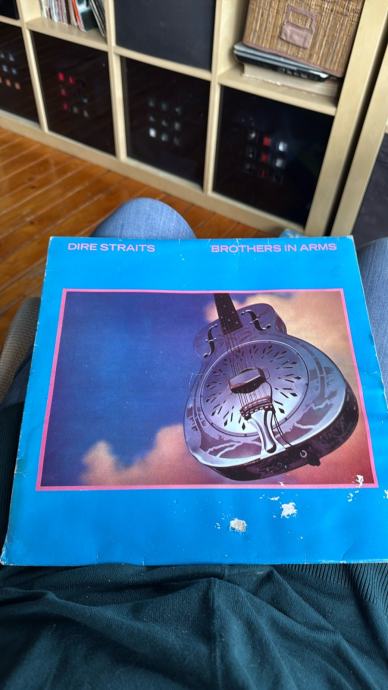 DIRE STRAITS BROTHERS IN ARMS